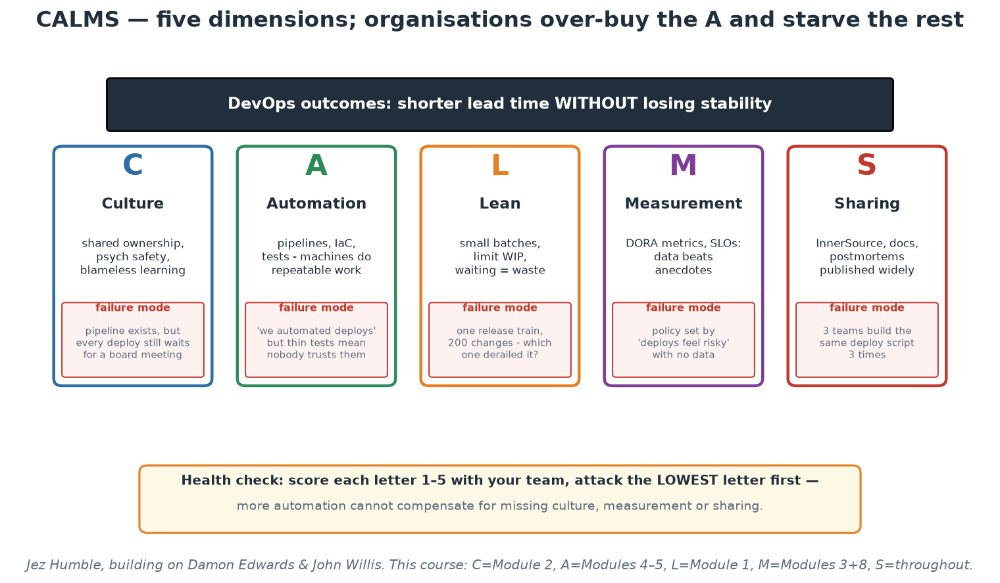 CALMS — five dimensions; organisations over-buy the A and starve the rest
DevOps outcomes: shorter lead time WITHOUT losing stability
C
Culture
shared ownership,
psych safety,
blameless learning
failure mode
pipeline exists, but
every deploy still waits
for a board meeting
A
Automation
pipelines, IaC,
tests - machines do
repeatable work
failure mode
'we automated deploys'
but thin tests mean
nobody trusts them
L
Lean
small batches,
limit WIP,
waiting = waste
failure mode
one release train,
200 changes - which
one derailed it?
M
Measurement
DORA metrics, SLOs:
data beats
anecdotes
failure mode
policy set by
'deploys feel risky'
with no data
S
Sharing
InnerSource, docs,
postmortems
published widely
failure mode
3 teams build the
same deploy script
3 times
Health check: score each letter 1–5 with your team, attack the LOWEST letter first —
more automation cannot compensate for missing culture, measurement or sharing.
Jez Humble, building on Damon Edwards & John Willis. This course: C=Module 2, A=Modules 4–5, L=Module 1, M=Modules 3+8, S=throughout.